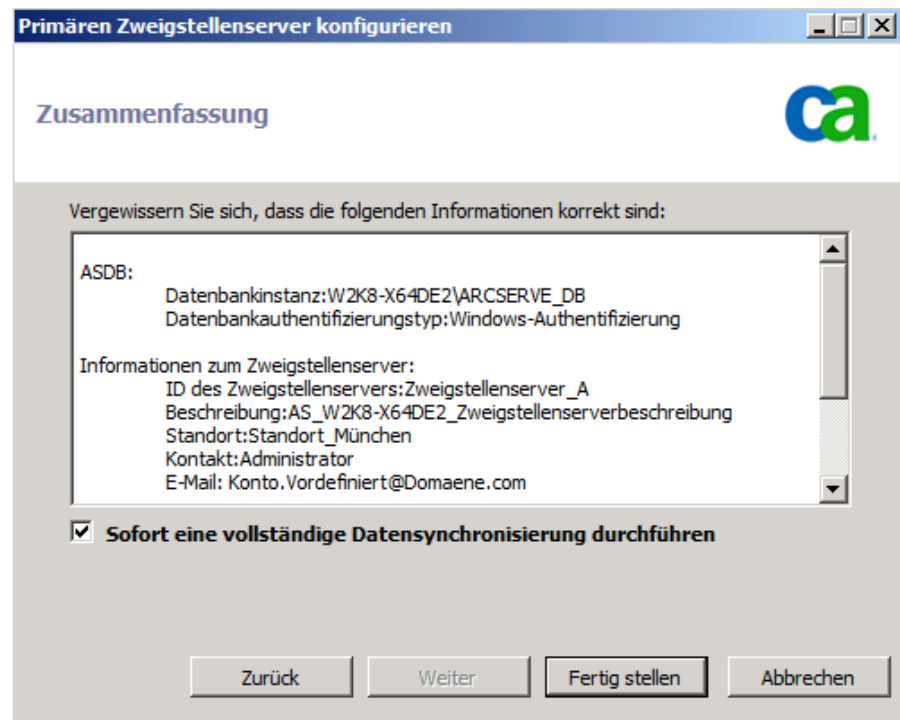 Primären Zweigstellenserver konfigurieren
Zusammenfassung
ca
Vergewissern Sie sich, dass die folgenden Informationen korrekt sind:
ASDB:
Datenbankinstanz:W2K8-X64DE2\ARCSERVE_DB
Datenbankauthentifizierungstyp:Windows-Authentifizierung
Informationen zum Zweigstellenserver:
ID des Zweigstellenservers:Zweigstellenserver_A
Beschreibung:AS_W2K8-X64DE2_Zweigstellenserverbeschreibung
Standort:Standort_München
Kontakt:Administrator
E-Mail: Konto.Vordefiniert@Domaene.com
Sofort eine vollständige Datensynchronisierung durchführen
Zurück
Weiter
Fertig stellen
Abbrechen